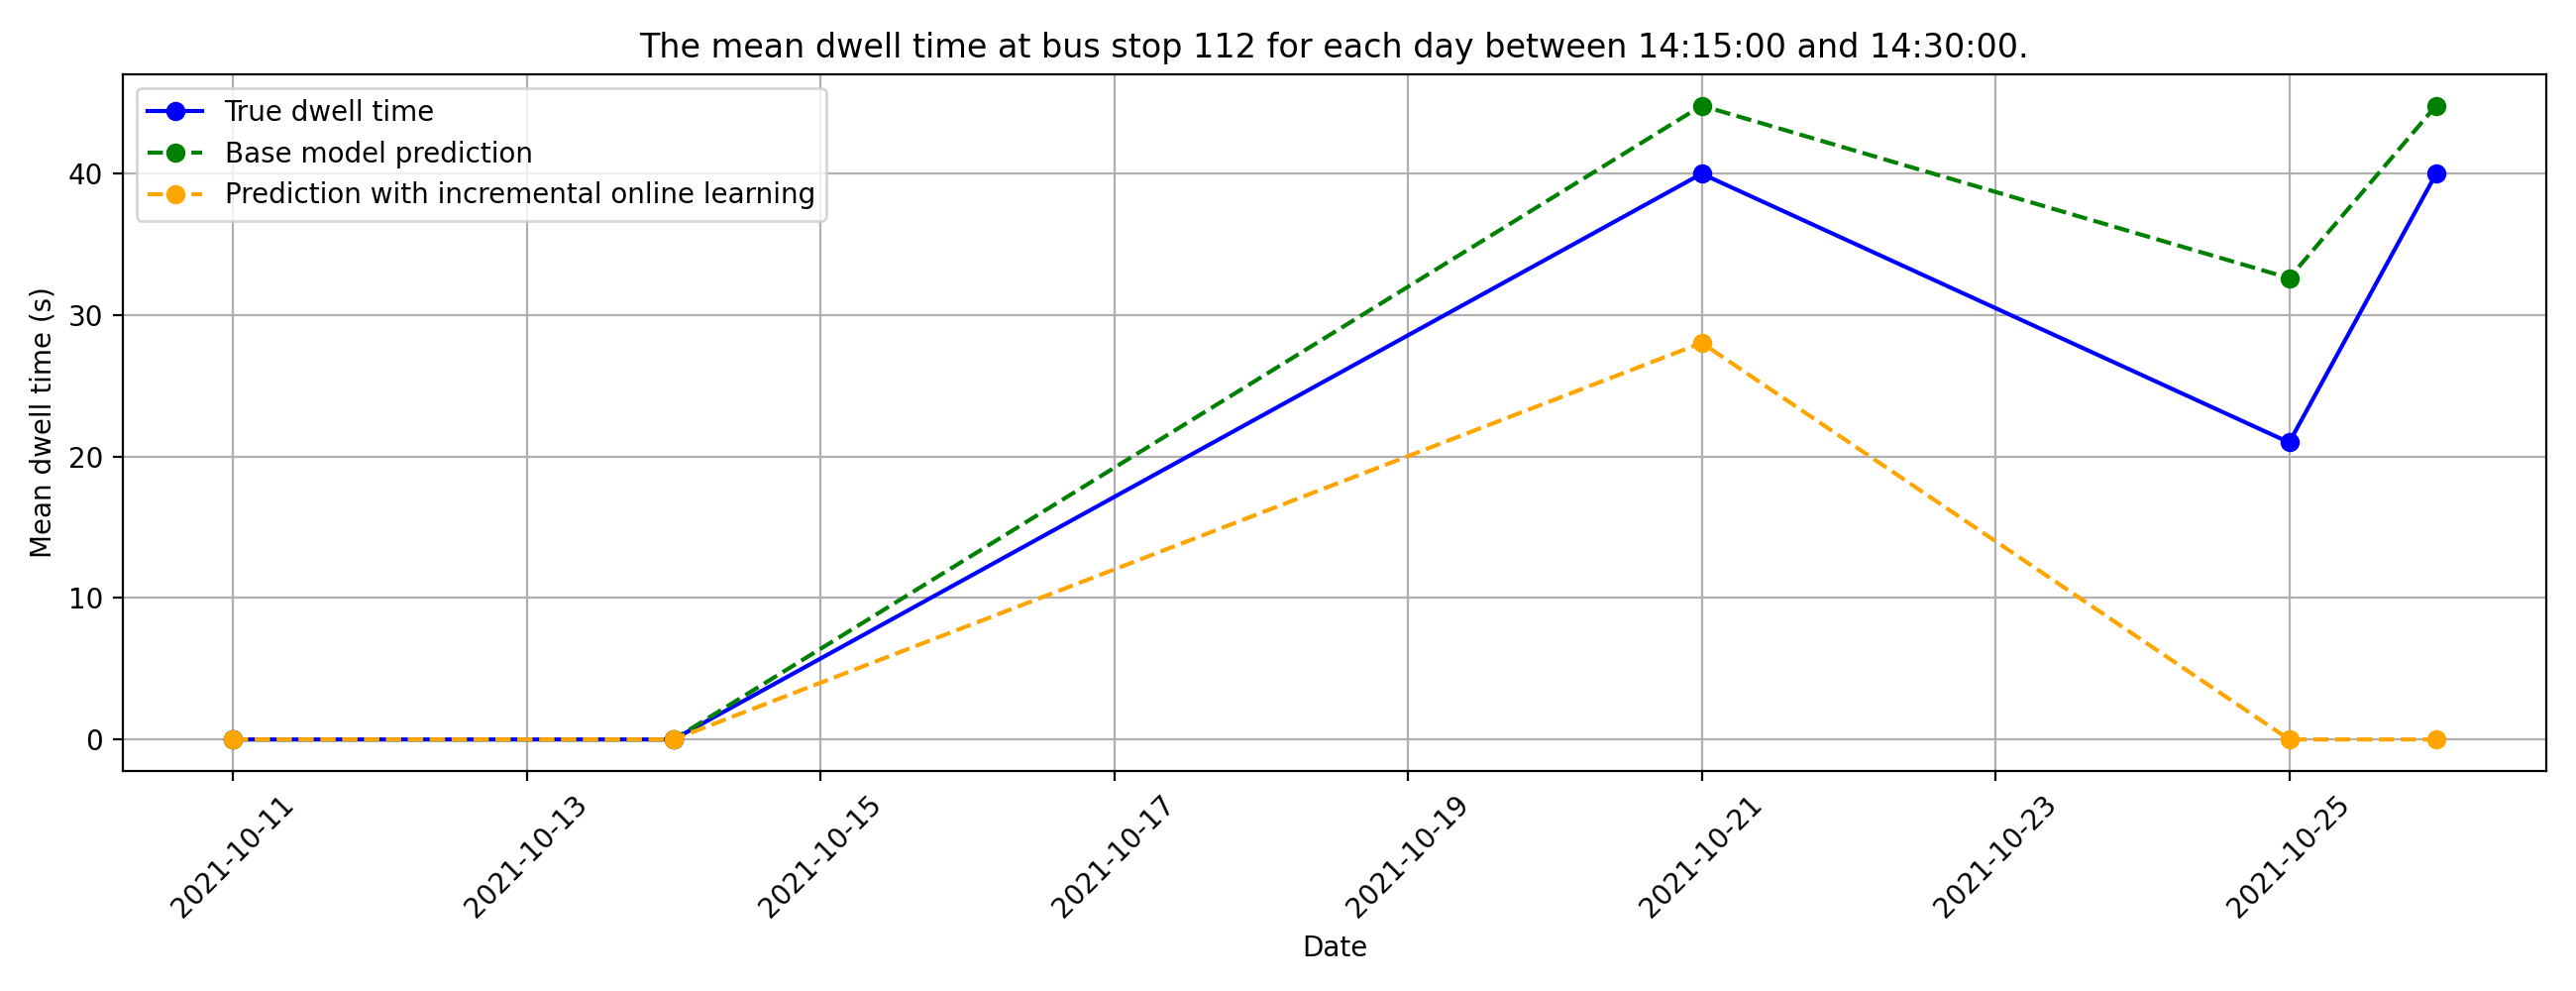 The mean dwell time at bus stop 112 for each day between 14:15:00 and 14:30:00.
True dwell time
Base model prediction
Prediction with incremental online learning
Mean dwell time (s)
40
30
20
10
0
2021-10-11
2021-10-13
2021-10-15
2021-10-17
2021-10-19
2021-10-21
2021-10-23
2021-10-25
Date